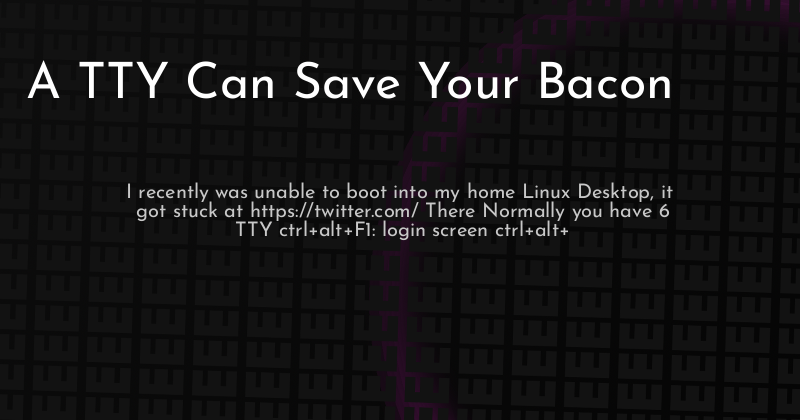 A TTY Can Save Your Bacon
I recently was unable to boot into my home Linux Desktop, it
got stuck at https://twitter.com/ There Normally you have 6
TTY ctrl+alt+F1: login screen ctrl+alt+